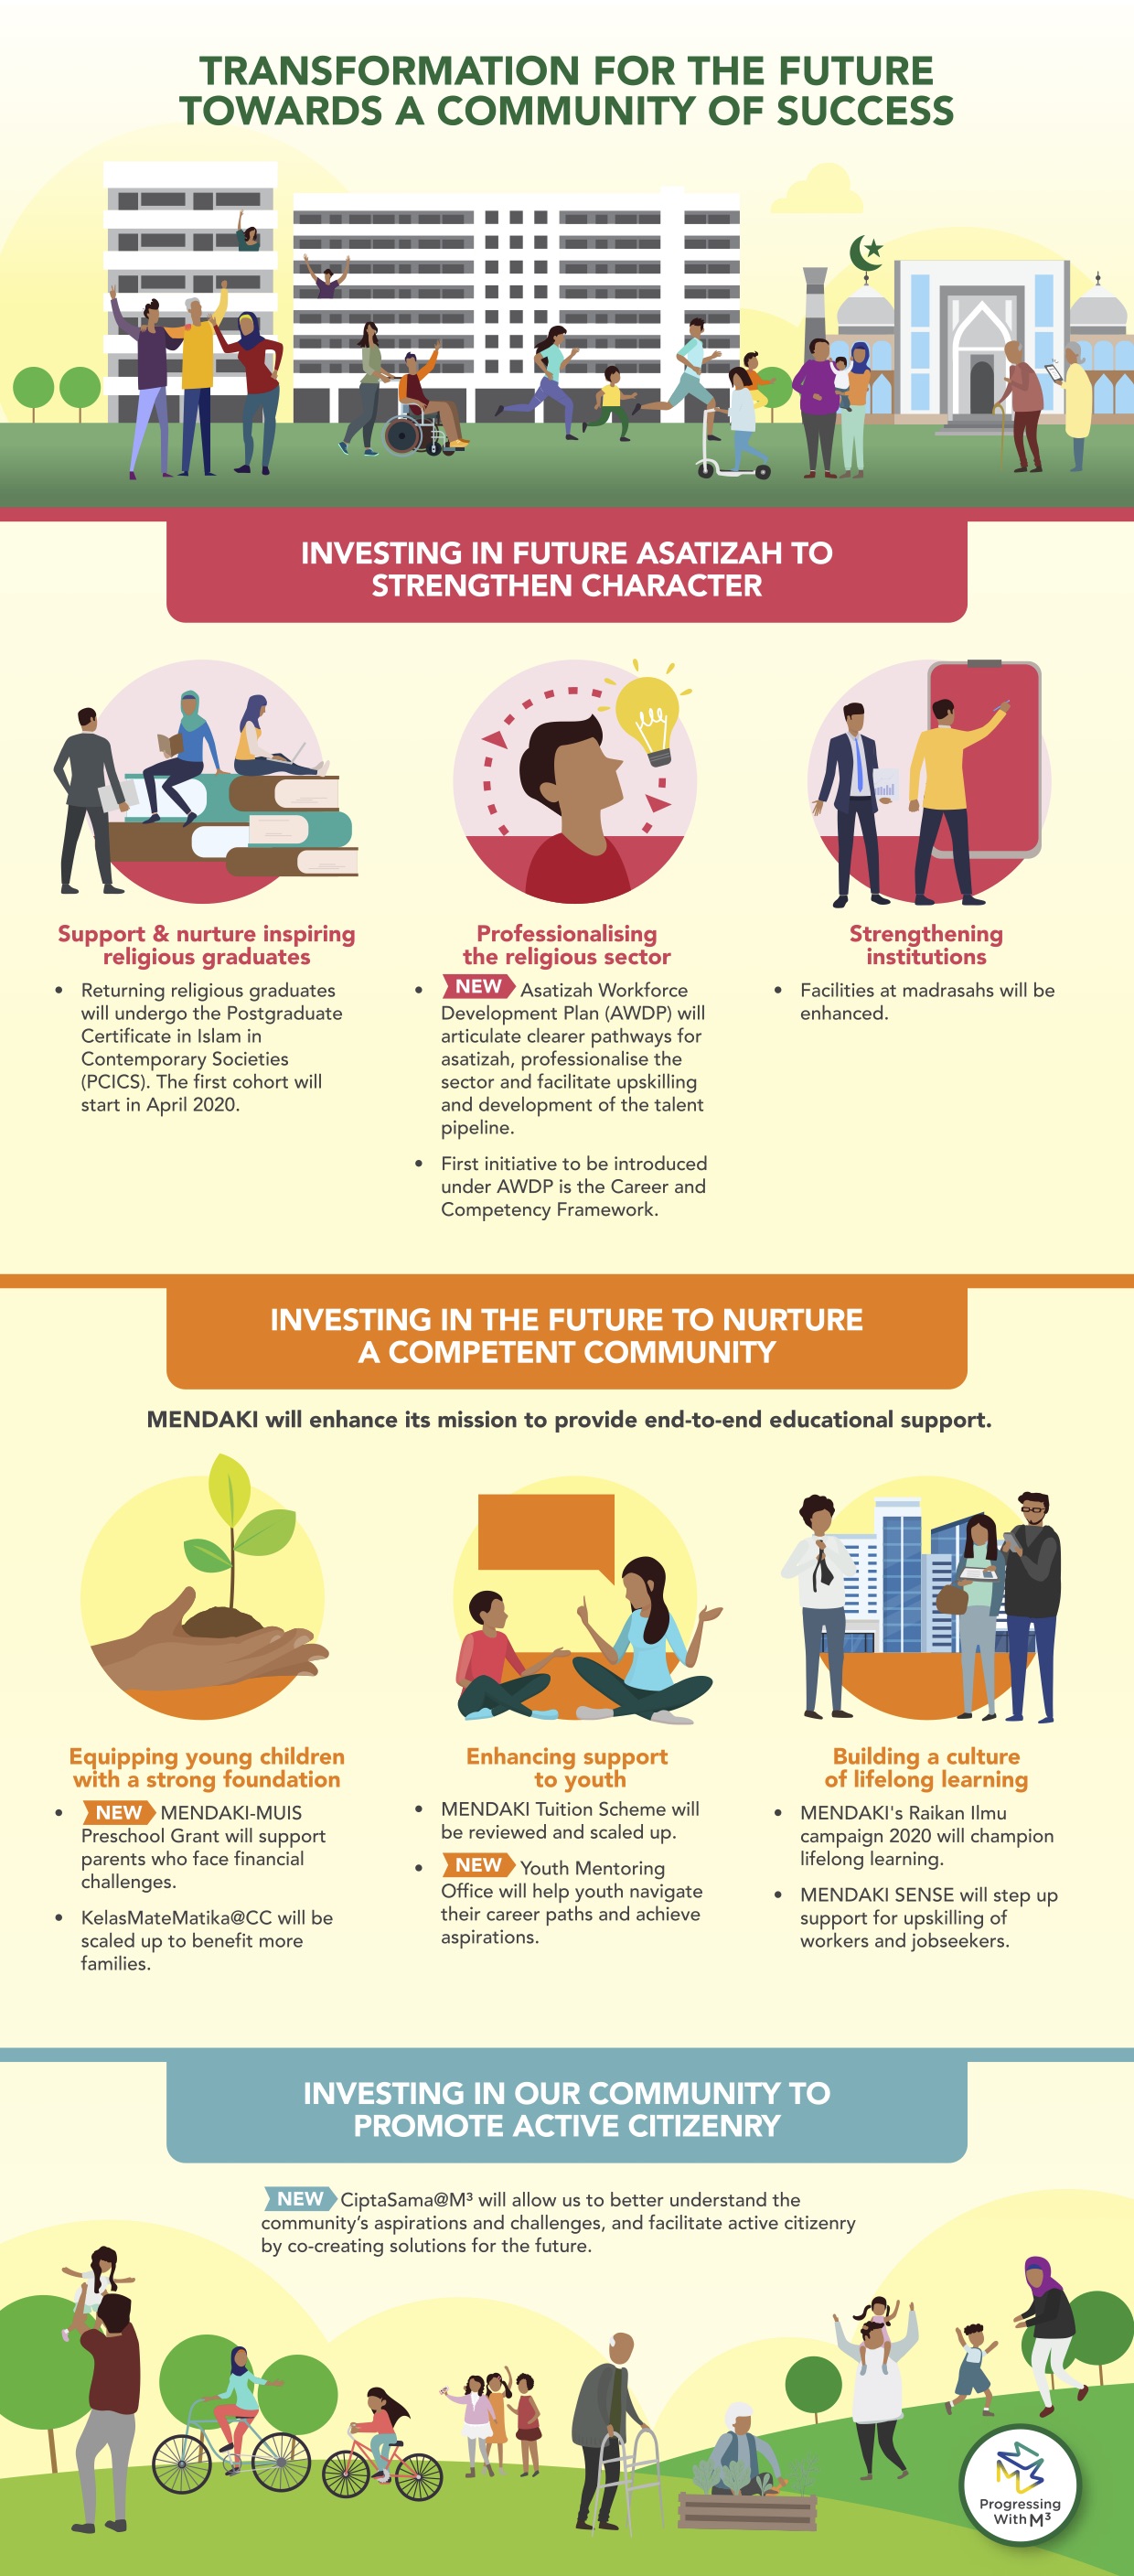 TRANSFORMATION FOR THE FUTURE
TOWARDS A COMMUNITY OF SUCCESS
INVESTING IN FUTURE ASATIZAH TO
STRENGTHEN CHARACTER
Support & nurture inspiring
religious graduates
• Returning religious graduates
will undergo the Postgraduate
Certificate in Islam in
Contemporary Societies
(PCICS). The first cohort will
start in April 2020.
Professionalising
the religious sector
• NEW Asatizah Workforce
Development Plan (AWDP) will
articulate clearer pathways for
asatizah, professionalise the
sector and facilitate upskilling
and development of the talent
pipeline.
• First initiative to be introduced
under AWDP is the Career and
Competency Framework.
Strengthening
institutions
• Facilities at madrasahs will be
enhanced.
INVESTING IN THE FUTURE TO NURTURE
A COMPETENT COMMUNITY
MENDAKI will enhance its mission to provide end-to-end educational support.
Equipping young children
with a strong foundation
• NEW MENDAKI-MUIS
Preschool Grant will support
parents who face financial
challenges.
• KelasMateMatika@CC will be
scaled up to benefit more
families.
Enhancing support
to youth
• MENDAKI Tuition Scheme will
be reviewed and scaled up.
• NEW Youth Mentoring
Office will help youth navigate
their career paths and achieve
aspirations.
Building a culture
of lifelong learning
• MENDAKI's Raikan Ilmu
campaign 2020 will champion
lifelong learning.
• MENDAKI SENSE will step up
support for upskilling of
workers and jobseekers.
INVESTING IN OUR COMMUNITY TO
PROMOTE ACTIVE CITIZENRY
NEW CiptaSama@M³ will allow us to better understand the
community’s aspirations and challenges, and facilitate active citizenry
by co-creating solutions for the future.
Progressing
With M³